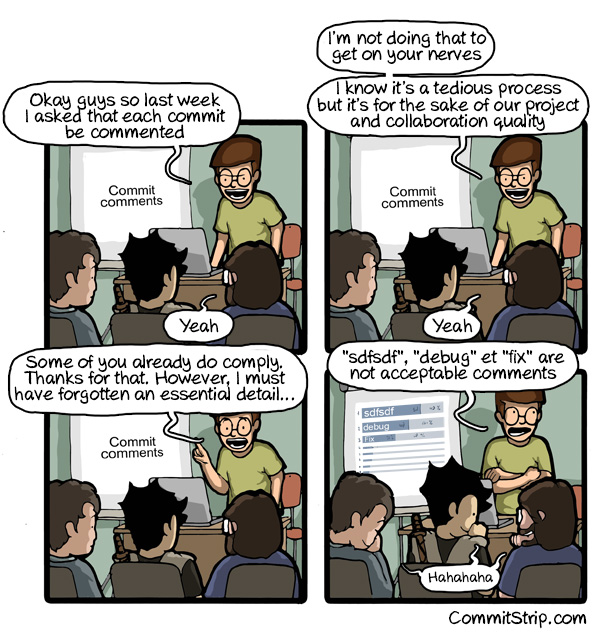 Okay guys so last week
I asked that each commit
be commented
Commit
comments
Yeah
I'm not doing that to
get on your nerves
I know it's a tedious process
but it's for the sake of our project
and collaboration quality
Commit
comments
Yeah
Some of you already do comply.
Thanks for that. However, I must
have forgotten an essential detail...
Commit
comments
"sdfsdf", "debug" et "fix" are
not acceptable comments
sdfsdf
debug
Fix
Hahahaha
CommitStrip.com